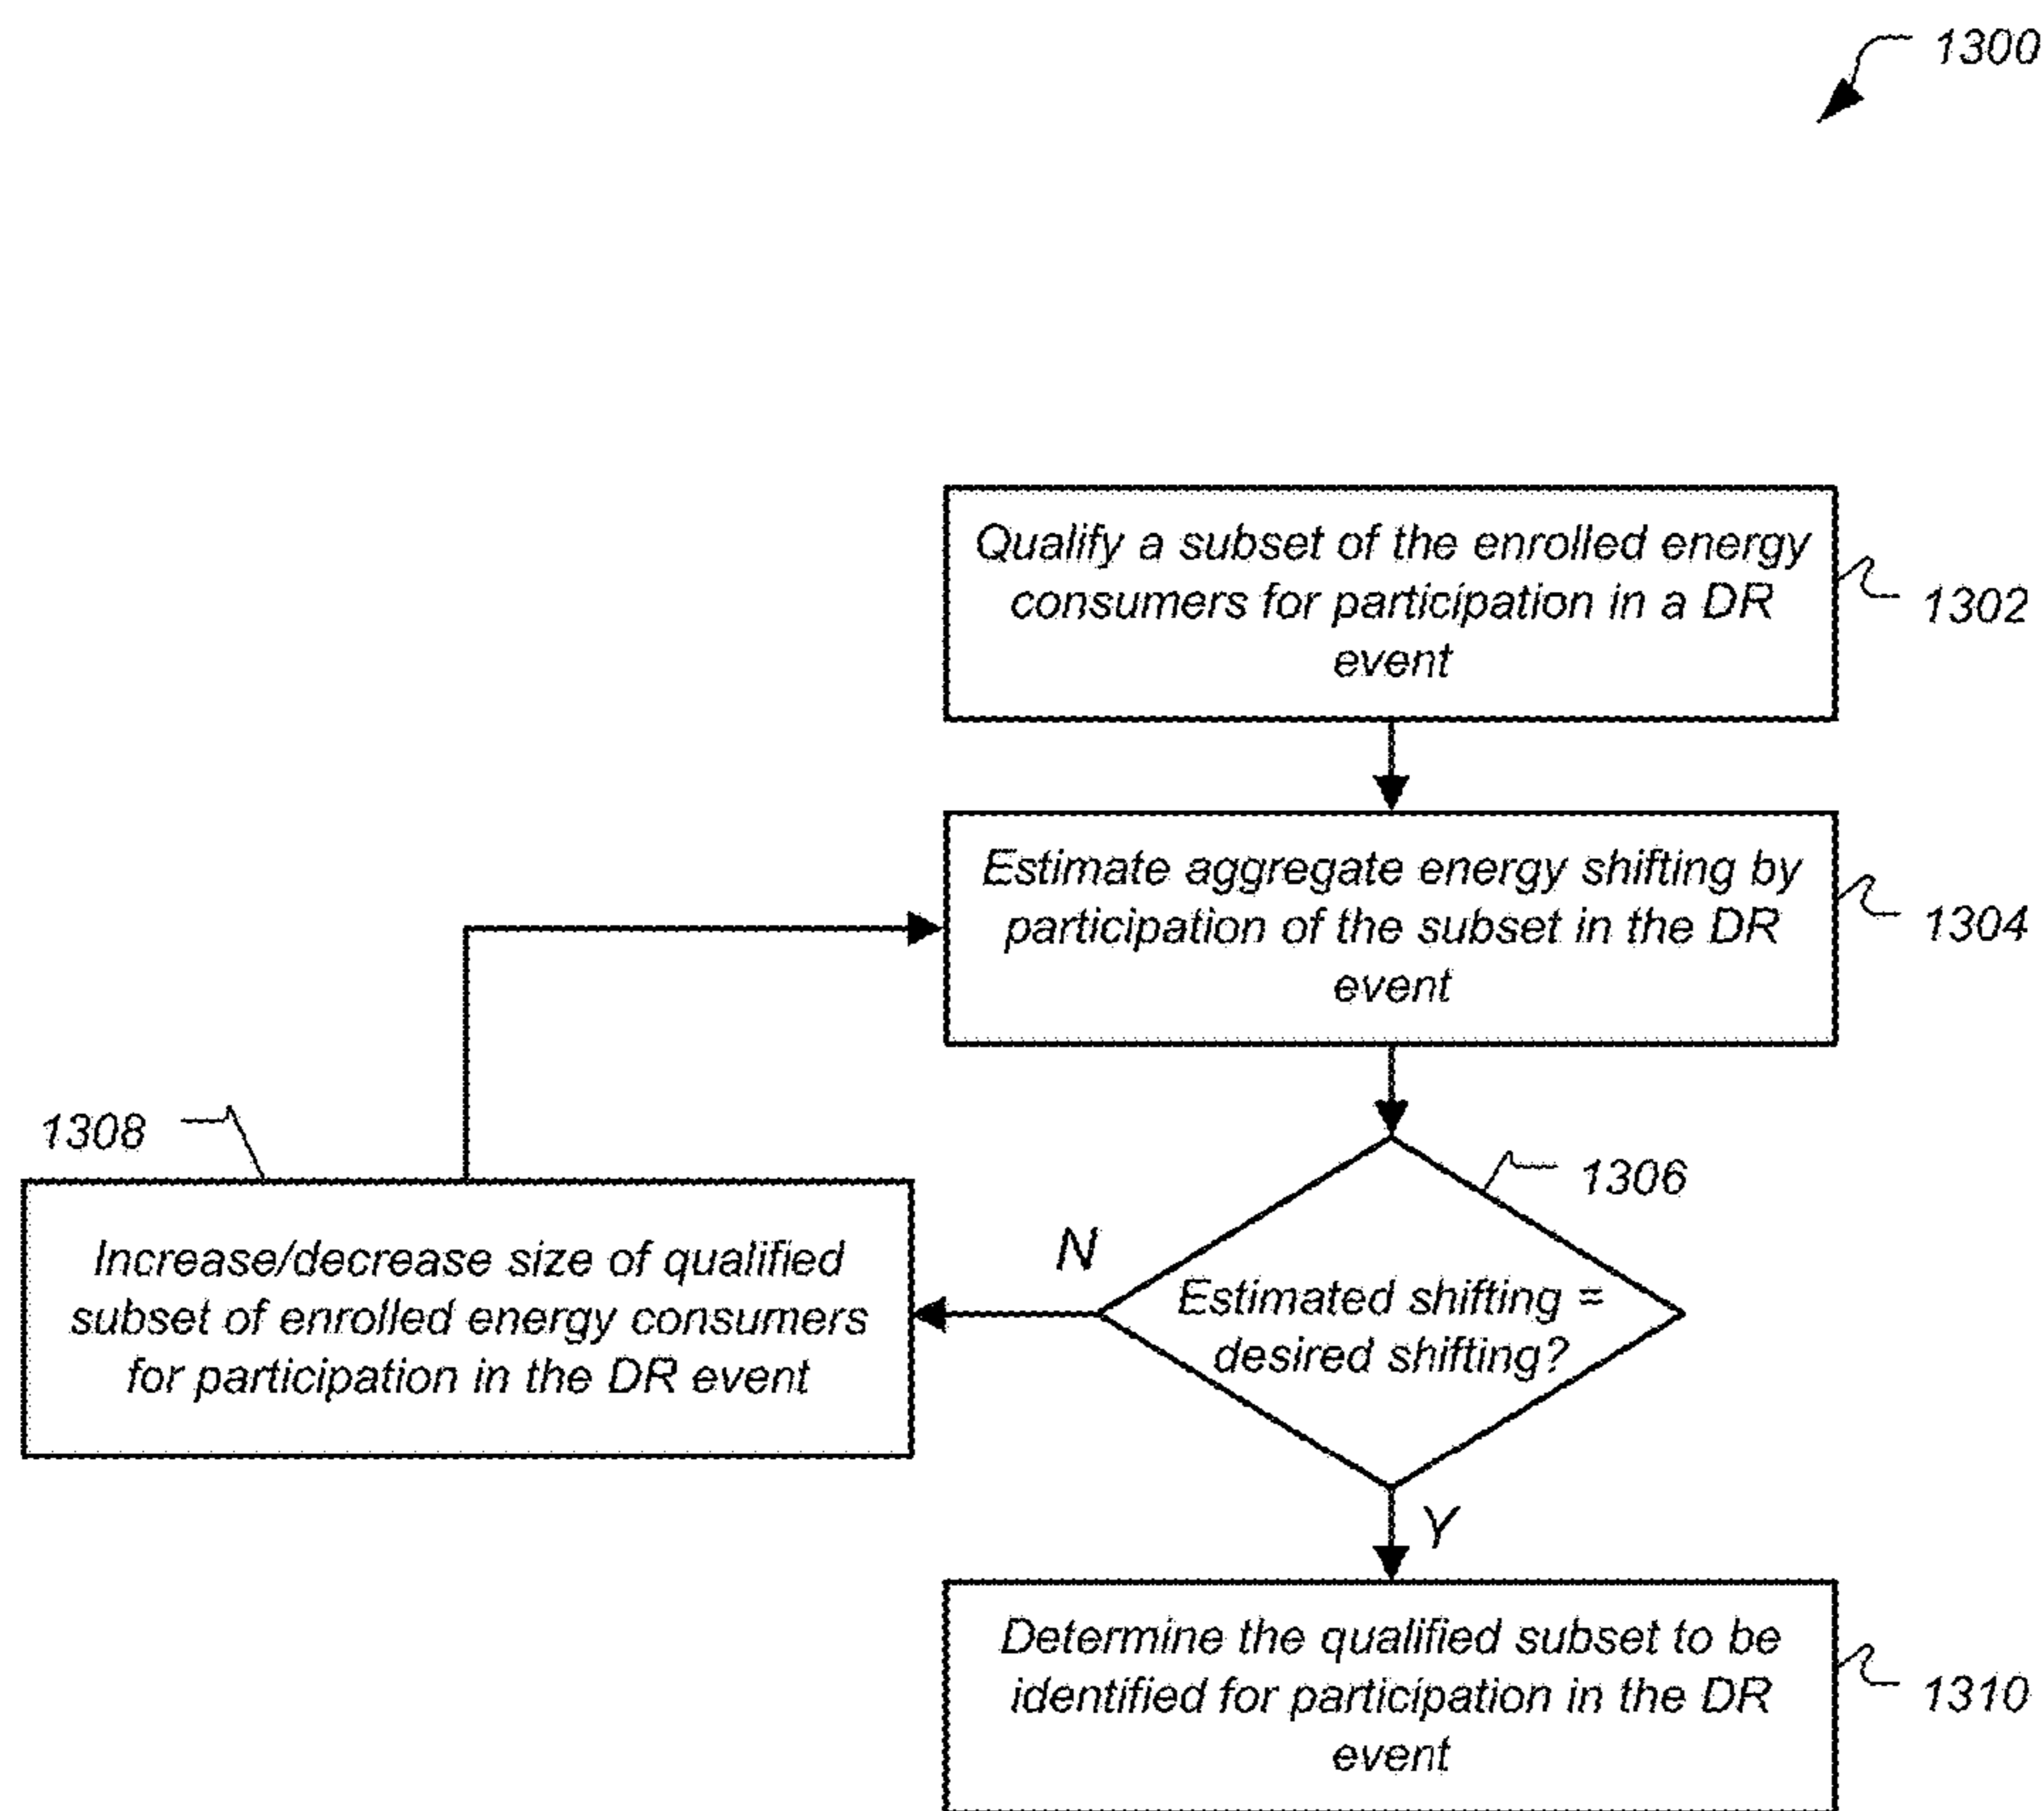 1300
Qualify a subset of the enrolled energy
consumers for participation in a DR
event
1302
Estimate aggregate energy shifting by
participation of the subset in the DR
event
1304
1308
1306
N
Increase/decrease size of qualified
subset of enrolled energy consumers
for participation in the DR event
Estimated shifting =
desired shifting?
Y
Determine the qualified subset to be
identified for participation in the DR
event
1310